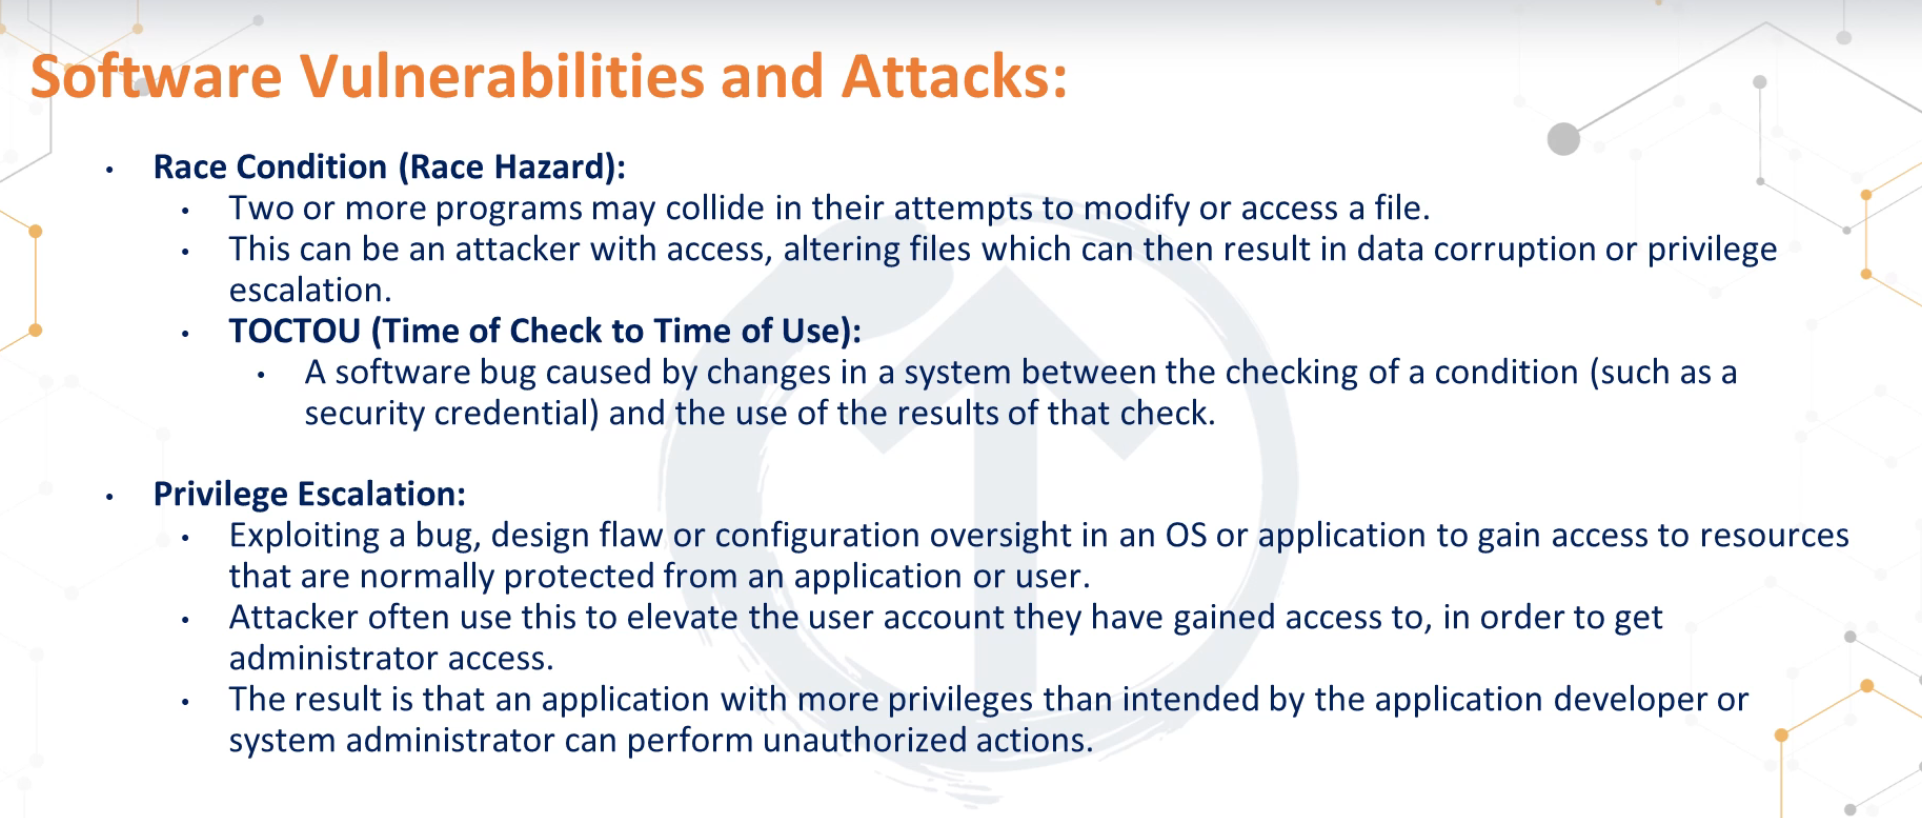 Software Vulnerabilities and Attacks:
• Race Condition (Race Hazard):
• Two or more programs may collide in their attempts to modify or access a file.
• This can be an attacker with access, altering files which can then result in data corruption or privilege
escalation.
• TOCTOU (Time of Check to Time of Use):
• A software bug caused by changes in a system between the checking of a condition (such as a
security credential) and the use of the results of that check.
• Privilege Escalation:
• Exploiting a bug, design flaw or configuration oversight in an OS or application to gain access to resources
that are normally protected from an application or user.
• Attacker often use this to elevate the user account they have gained access to, in order to get
administrator access.
• The result is that an application with more privileges than intended by the application developer or
system administrator can perform unauthorized actions.